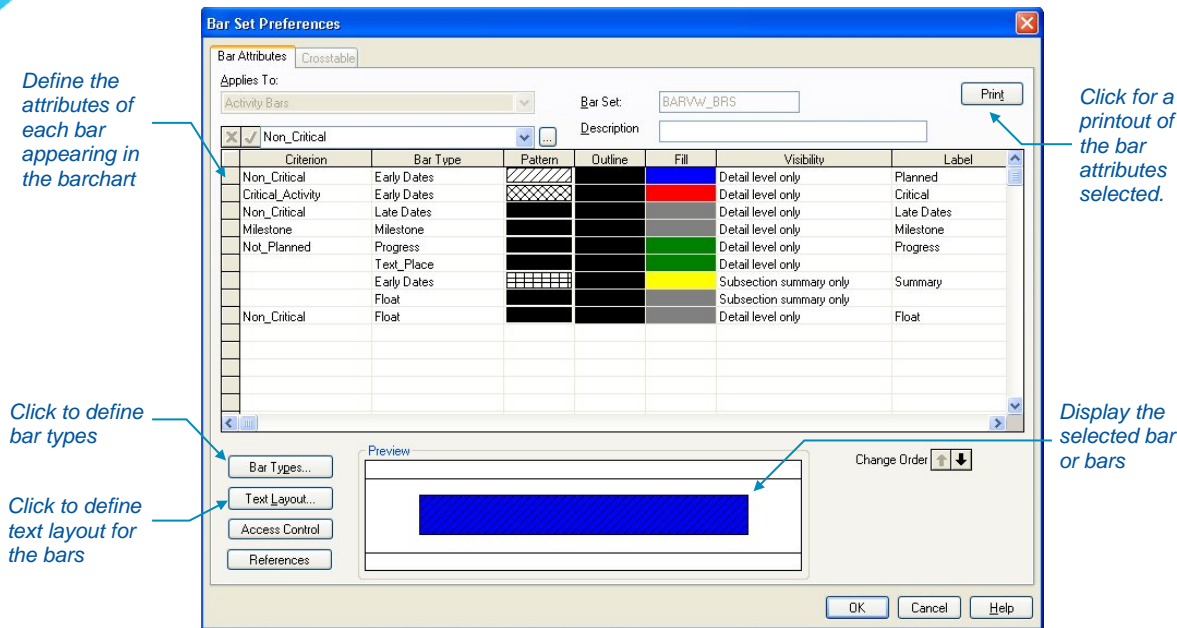 Bar Set Preferences
Bar Attributes Crosstable
Applies To:
Activity Bars
Bar Set: BARVW_BRS
Print
Non_Critical ...
Description
Criterion Bar Type Pattern Outline Fill Visibility Label
Non_Critical Early Dates Detail level only Planned
Critical_Activity Early Dates Detail level only Critical
Non_Critical Late Dates Detail level only Late Dates
Milestone Milestone Detail level only Milestone
Not_Planned Progress Detail level only Progress
Text_Place Detail level only
Early Dates Subsection summary only Summary
Float Subsection summary only
Non_Critical Float Detail level only Float
Bar Types...
Text Layout...
Access Control
References
Preview
Change Order
OK Cancel Help
Define the
attributes of
each bar
appearing in
the barchart
Click to define
bar types
Click to define
text layout for
the bars
Click for a
printout of
the bar
attributes
selected.
Display the
selected bar
or bars